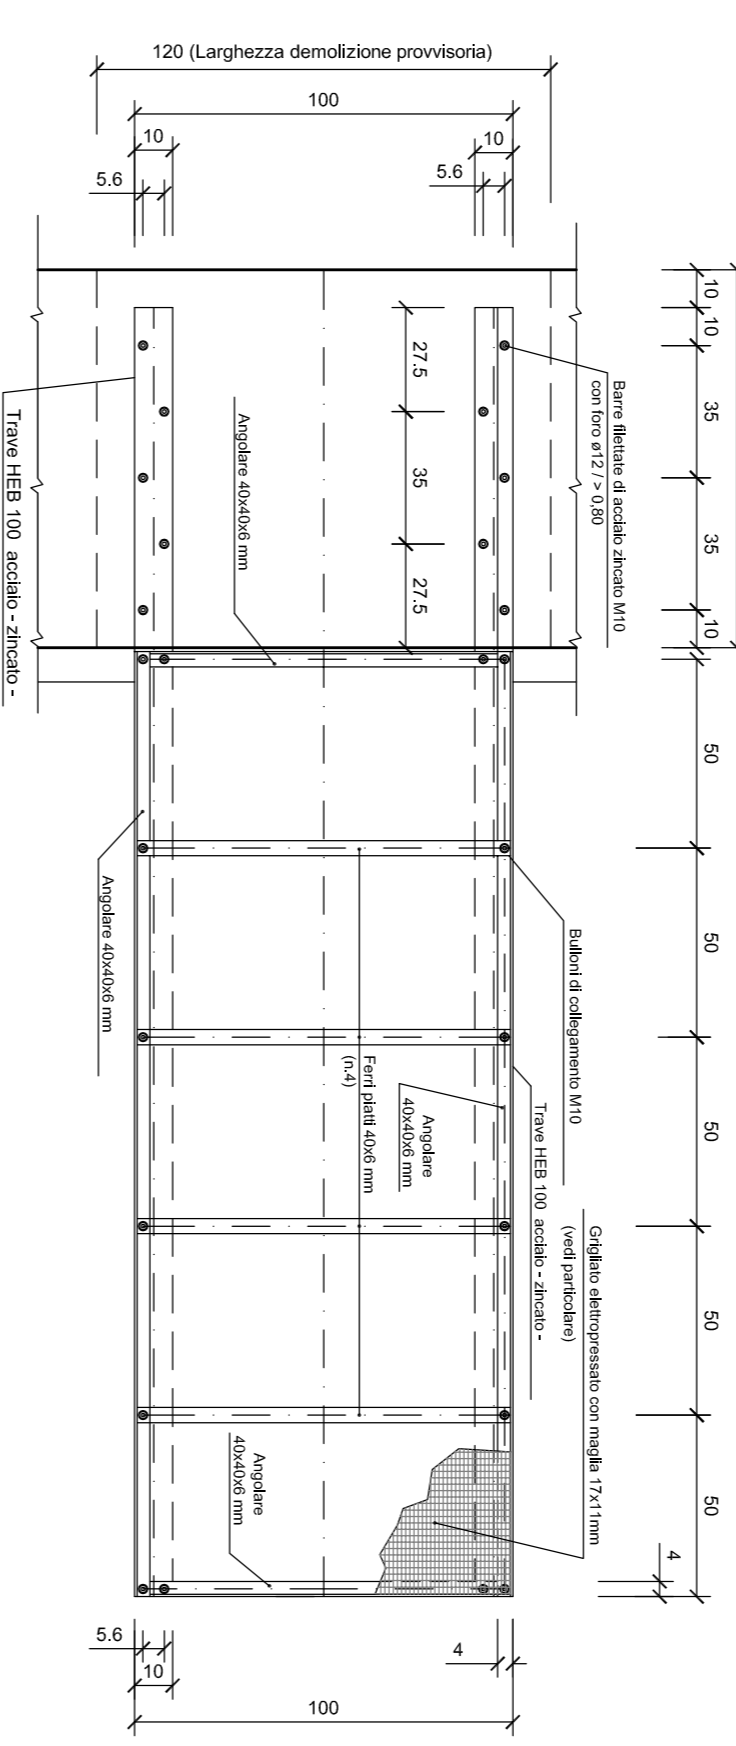 120 (Larghezza demolizione provvisoria)
100
10
10
5.6
5.6
10
10
35
35
10
50
50
50
50
50
4
27.5
35
27.5
Barre filettate di acciaio zincato M10
con foro ø12 / > 0,80
Angolare 40x40x6 mm
Trave HEB 100 acciaio - zincato -
Angolare 40x40x6 mm
Bulloni di collegamento M10
Ferri piatti 40x6 mm
(n.4)
Angolare
40x40x6 mm
Trave HEB 100 acciaio - zincato -
Grigliato elettropressato con maglia 17x11mm
(vedi particolare)
Angolare
40x40x6 mm
5.6
10
4
100